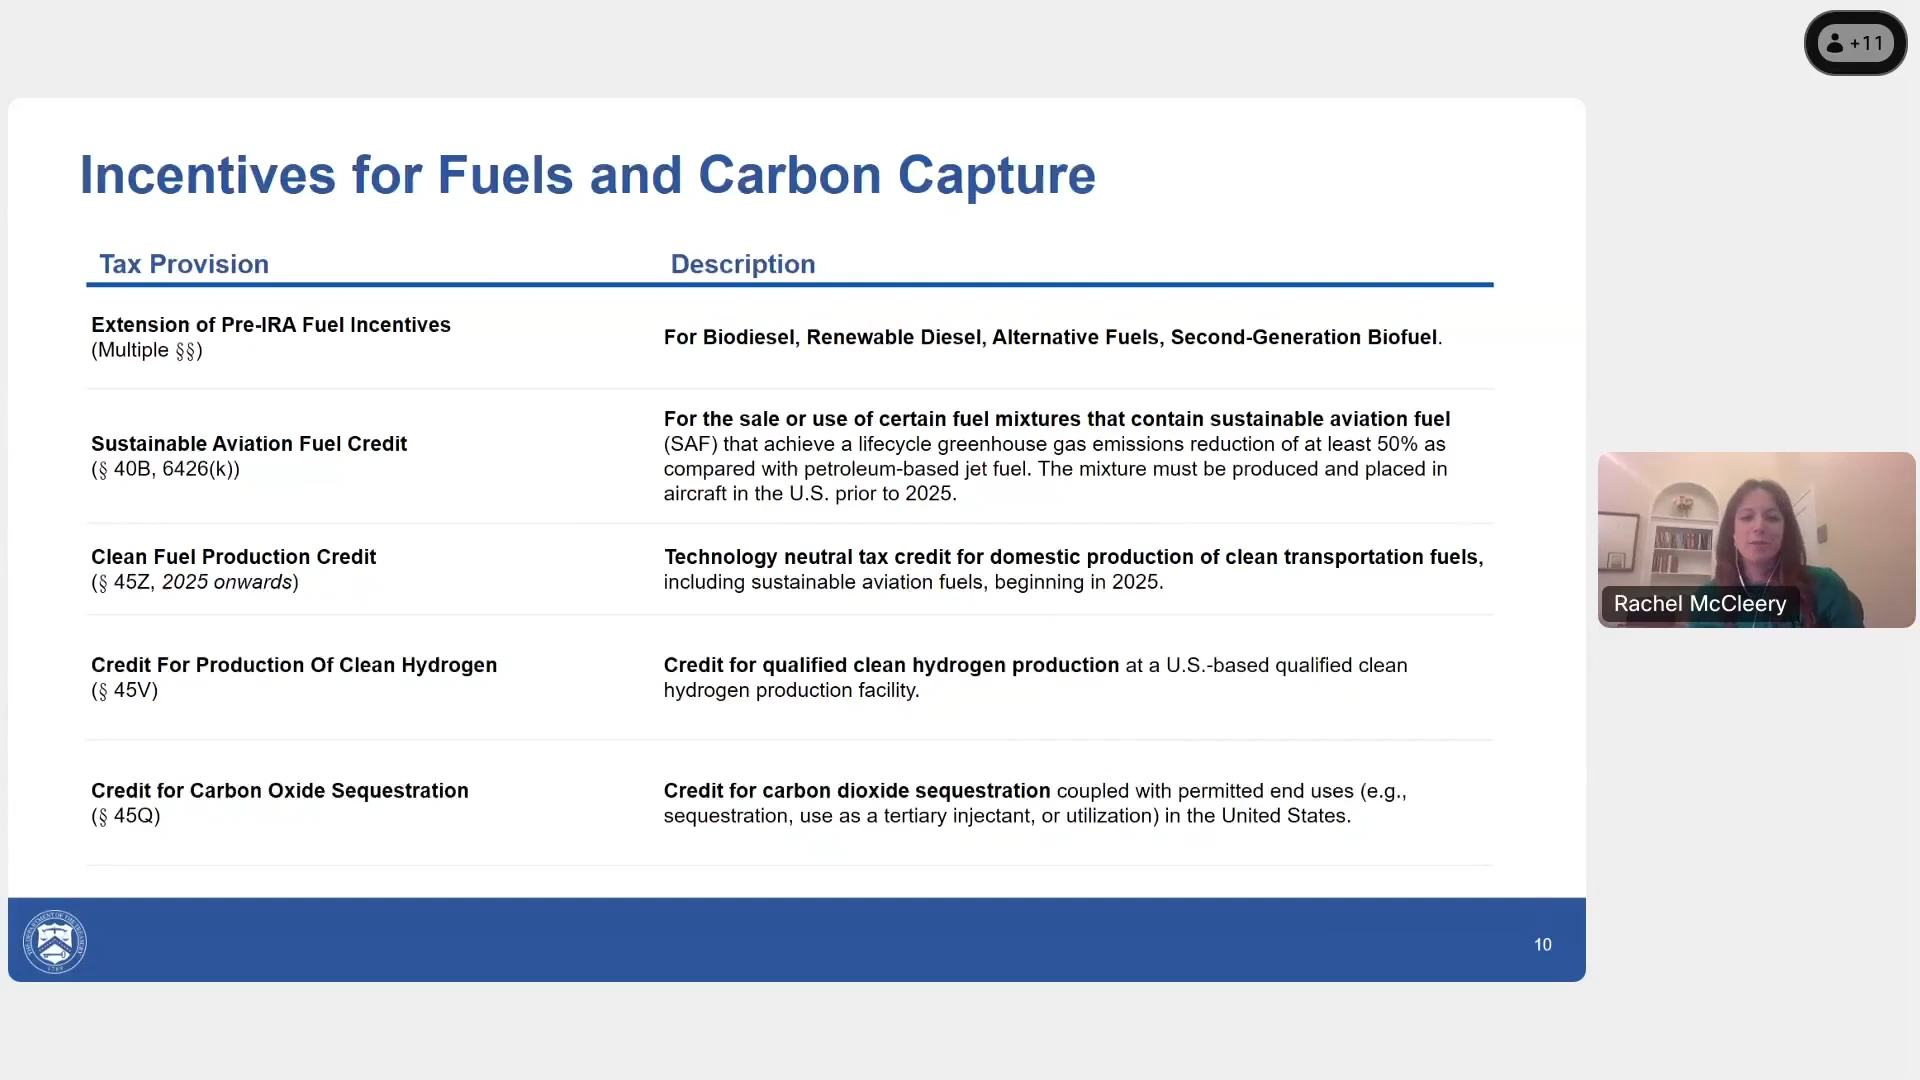 +11
Incentives for Fuels and Carbon Capture
Tax Provision
Description
Extension of Pre-IRA Fuel Incentives
(Multiple §§)
For Biodiesel, Renewable Diesel, Alternative Fuels, Second-Generation Biofuel.
Sustainable Aviation Fuel Credit
(§ 40B, 6426(k))
For the sale or use of certain fuel mixtures that contain sustainable aviation fuel
(SAF) that achieve a lifecycle greenhouse gas emissions reduction of at least 50% as
compared with petroleum-based jet fuel. The mixture must be produced and placed in
aircraft in the U.S. prior to 2025.
Clean Fuel Production Credit
(§ 45Z, 2025 onwards)
Technology neutral tax credit for domestic production of clean transportation fuels,
including sustainable aviation fuels, beginning in 2025.
Credit For Production Of Clean Hydrogen
(§ 45V)
Credit for qualified clean hydrogen production at a U.S.-based qualified clean
hydrogen production facility.
Credit for Carbon Oxide Sequestration
(§ 45Q)
Credit for carbon dioxide sequestration coupled with permitted end uses (e.g.,
sequestration, use as a tertiary injectant, or utilization) in the United States.
Rachel McCleery
THE DEPARTMENT OF THE TREASURY
1789
10